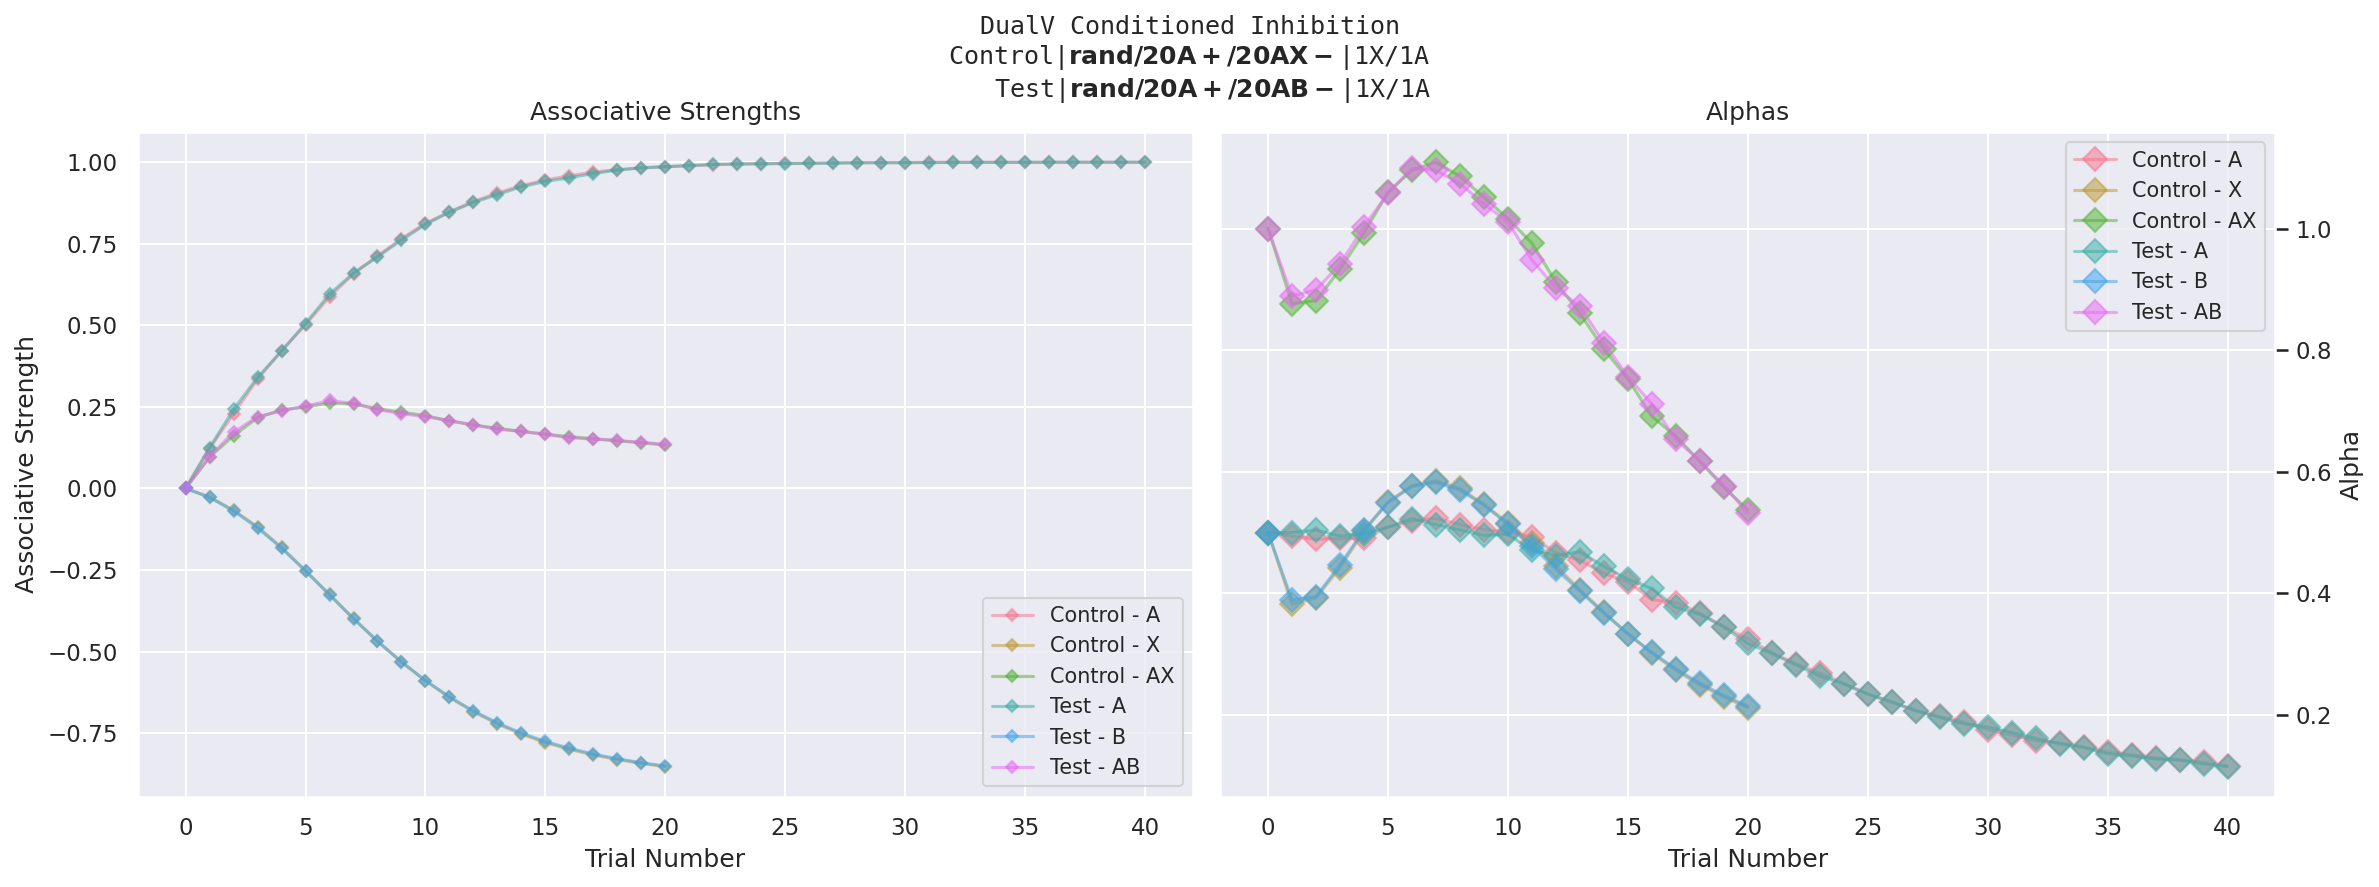 DualV Conditioned Inhibition
Control|rand/20A+/20AX−|1X/1A
Test|rand/20A+/20AB−|1X/1A
Associative Strengths
1.00
0.75
0.50
0.25
0.00
−0.25
−0.50
−0.75
Associative Strength
Control - A
Control - X
Control - AX
Test - A
Test - B
Test - AB
0 5 10 15 20 25 30 35 40
Trial Number
Alphas
Control - A
Control - X
Control - AX
Test - A
Test - B
Test - AB
1.0
0.8
0.6
0.4
0.2
Alpha
0 5 10 15 20 25 30 35 40
Trial Number